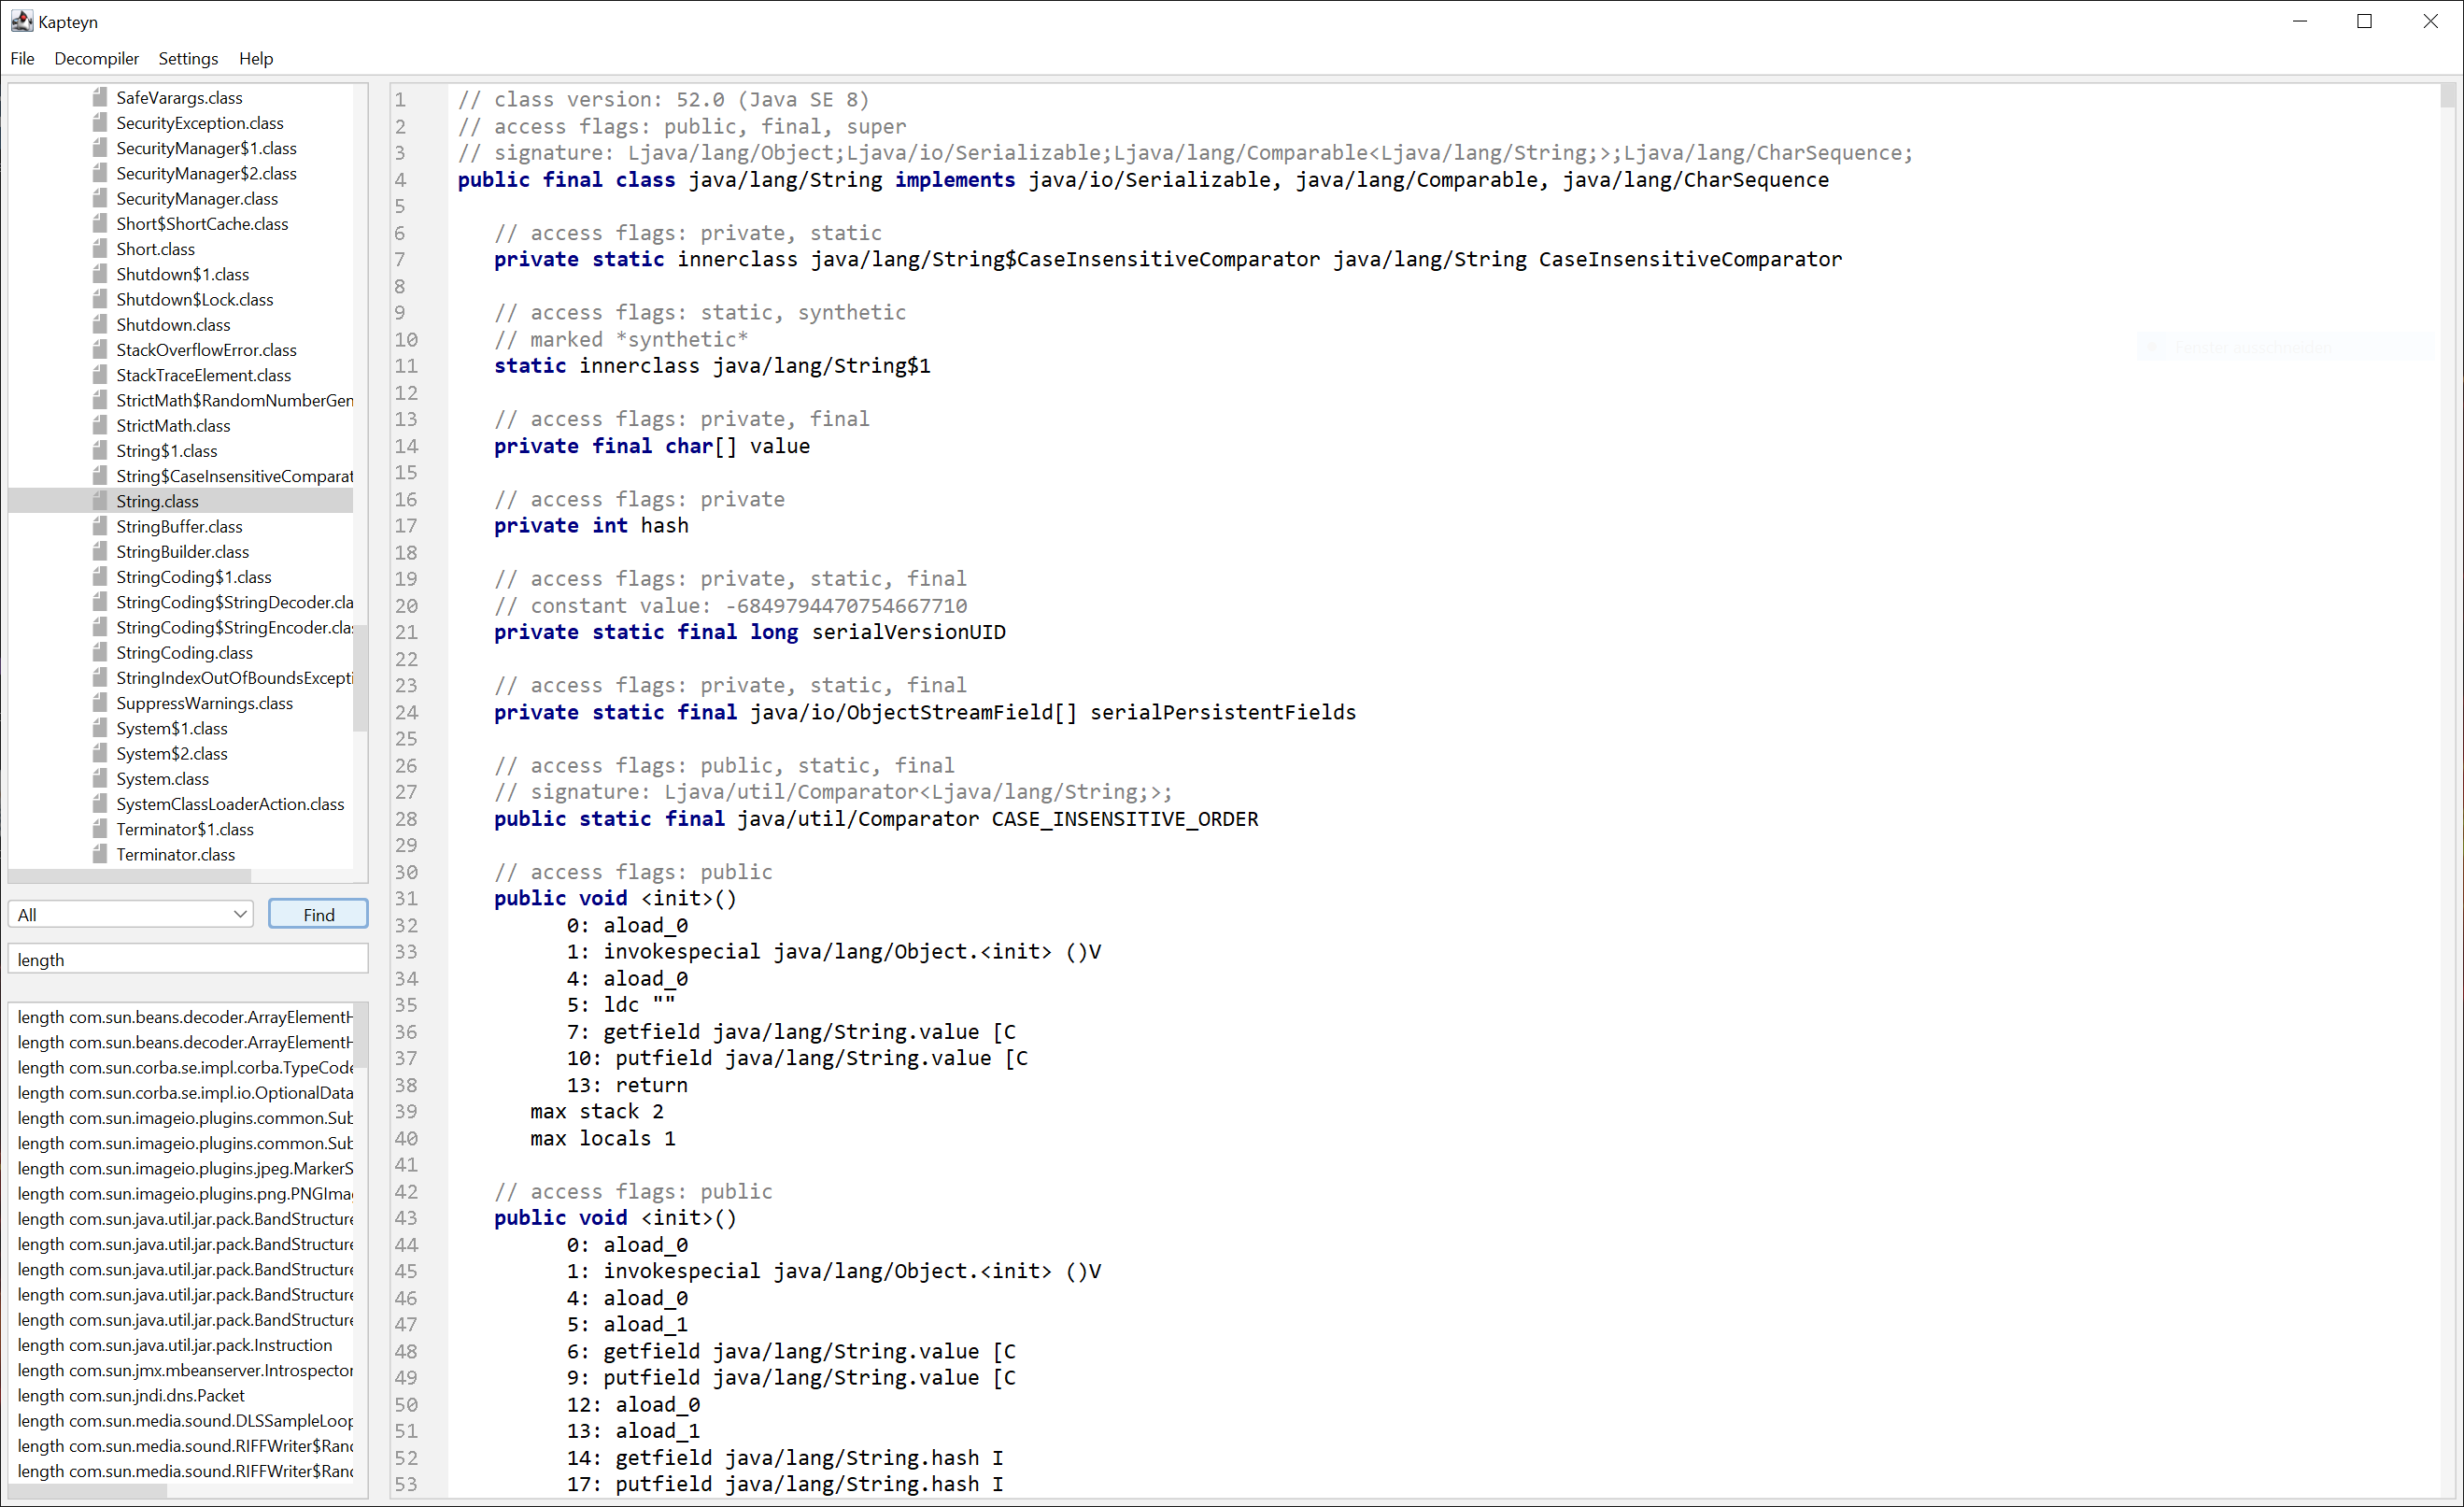 Kapteyn
File Decompiler Settings Help
SafeVarargs.class
SecurityException.class
SecurityManager$1.class
SecurityManager$2.class
SecurityManager.class
Short$ShortCache.class
Short.class
Shutdown$1.class
Shutdown$Lock.class
Shutdown.class
StackOverflowError.class
StackTraceElement.class
StrictMath$RandomNumberGen
StrictMath.class
String$1.class
String$CaseInsensitiveComparat
String.class
StringBuffer.class
StringBuilder.class
StringCoding$1.class
StringCoding$StringDecoder.cla
StringCoding$StringEncoder.clas
StringCoding.class
StringIndexOutOfBoundsExcepti
SuppressWarnings.class
System$1.class
System$2.class
System.class
SystemClassLoaderAction.class
Terminator$1.class
Terminator.class
All Find
length
length com.sun.beans.decoder.ArrayElementH
length com.sun.beans.decoder.ArrayElementH
length com.sun.corba.se.impl.corba.TypeCode
length com.sun.corba.se.impl.io.OptionalData
length com.sun.imageio.plugins.common.Sub
length com.sun.imageio.plugins.common.Sub
length com.sun.imageio.plugins.jpeg.MarkerS
length com.sun.imageio.plugins.png.PNGImag
length com.sun.java.util.jar.pack.BandStructure
length com.sun.java.util.jar.pack.BandStructure
length com.sun.java.util.jar.pack.BandStructure
length com.sun.java.util.jar.pack.BandStructure
length com.sun.java.util.jar.pack.BandStructure
length com.sun.java.util.jar.pack.Instruction
length com.sun.jmx.mbeanserver.Introspector
length com.sun.jndi.dns.Packet
length com.sun.media.sound.DLSSampleLoop
length com.sun.media.sound.RIFFWriter$Rand
length com.sun.media.sound.RIFFWriter$Rand
1 // class version: 52.0 (Java SE 8)
2 // access flags: public, final, super
3 // signature: Ljava/lang/Object;Ljava/io/Serializable;Ljava/lang/Comparable<Ljava/lang/String;>;Ljava/lang/CharSequence;
4 public final class java/lang/String implements java/io/Serializable, java/lang/Comparable, java/lang/CharSequence
5
6 // access flags: private, static
7 private static innerclass java/lang/String$CaseInsensitiveComparator java/lang/String CaseInsensitiveComparator
8
9 // access flags: static, synthetic
10 // marked *synthetic*
11 static innerclass java/lang/String$1
12
13 // access flags: private, final
14 private final char[] value
15
16 // access flags: private
17 private int hash
18
19 // access flags: private, static, final
20 // constant value: -6849794470754667710
21 private static final long serialVersionUID
22
23 // access flags: private, static, final
24 private static final java/io/ObjectStreamField[] serialPersistentFields
25
26 // access flags: public, static, final
27 // signature: Ljava/util/Comparator<Ljava/lang/String;>;
28 public static final java/util/Comparator CASE_INSENSITIVE_ORDER
29
30 // access flags: public
31 public void <init>()
32 0: aload_0
33 1: invokespecial java/lang/Object.<init> ()V
34 4: aload_0
35 5: ldc ""
36 7: getfield java/lang/String.value [C
37 10: putfield java/lang/String.value [C
38 13: return
39 max stack 2
40 max locals 1
41
42 // access flags: public
43 public void <init>()
44 0: aload_0
45 1: invokespecial java/lang/Object.<init> ()V
46 4: aload_0
47 5: aload_1
48 6: getfield java/lang/String.value [C
49 9: putfield java/lang/String.value [C
50 12: aload_0
51 13: aload_1
52 14: getfield java/lang/String.hash I
53 17: putfield java/lang/String.hash I
Fenster ausschneiden